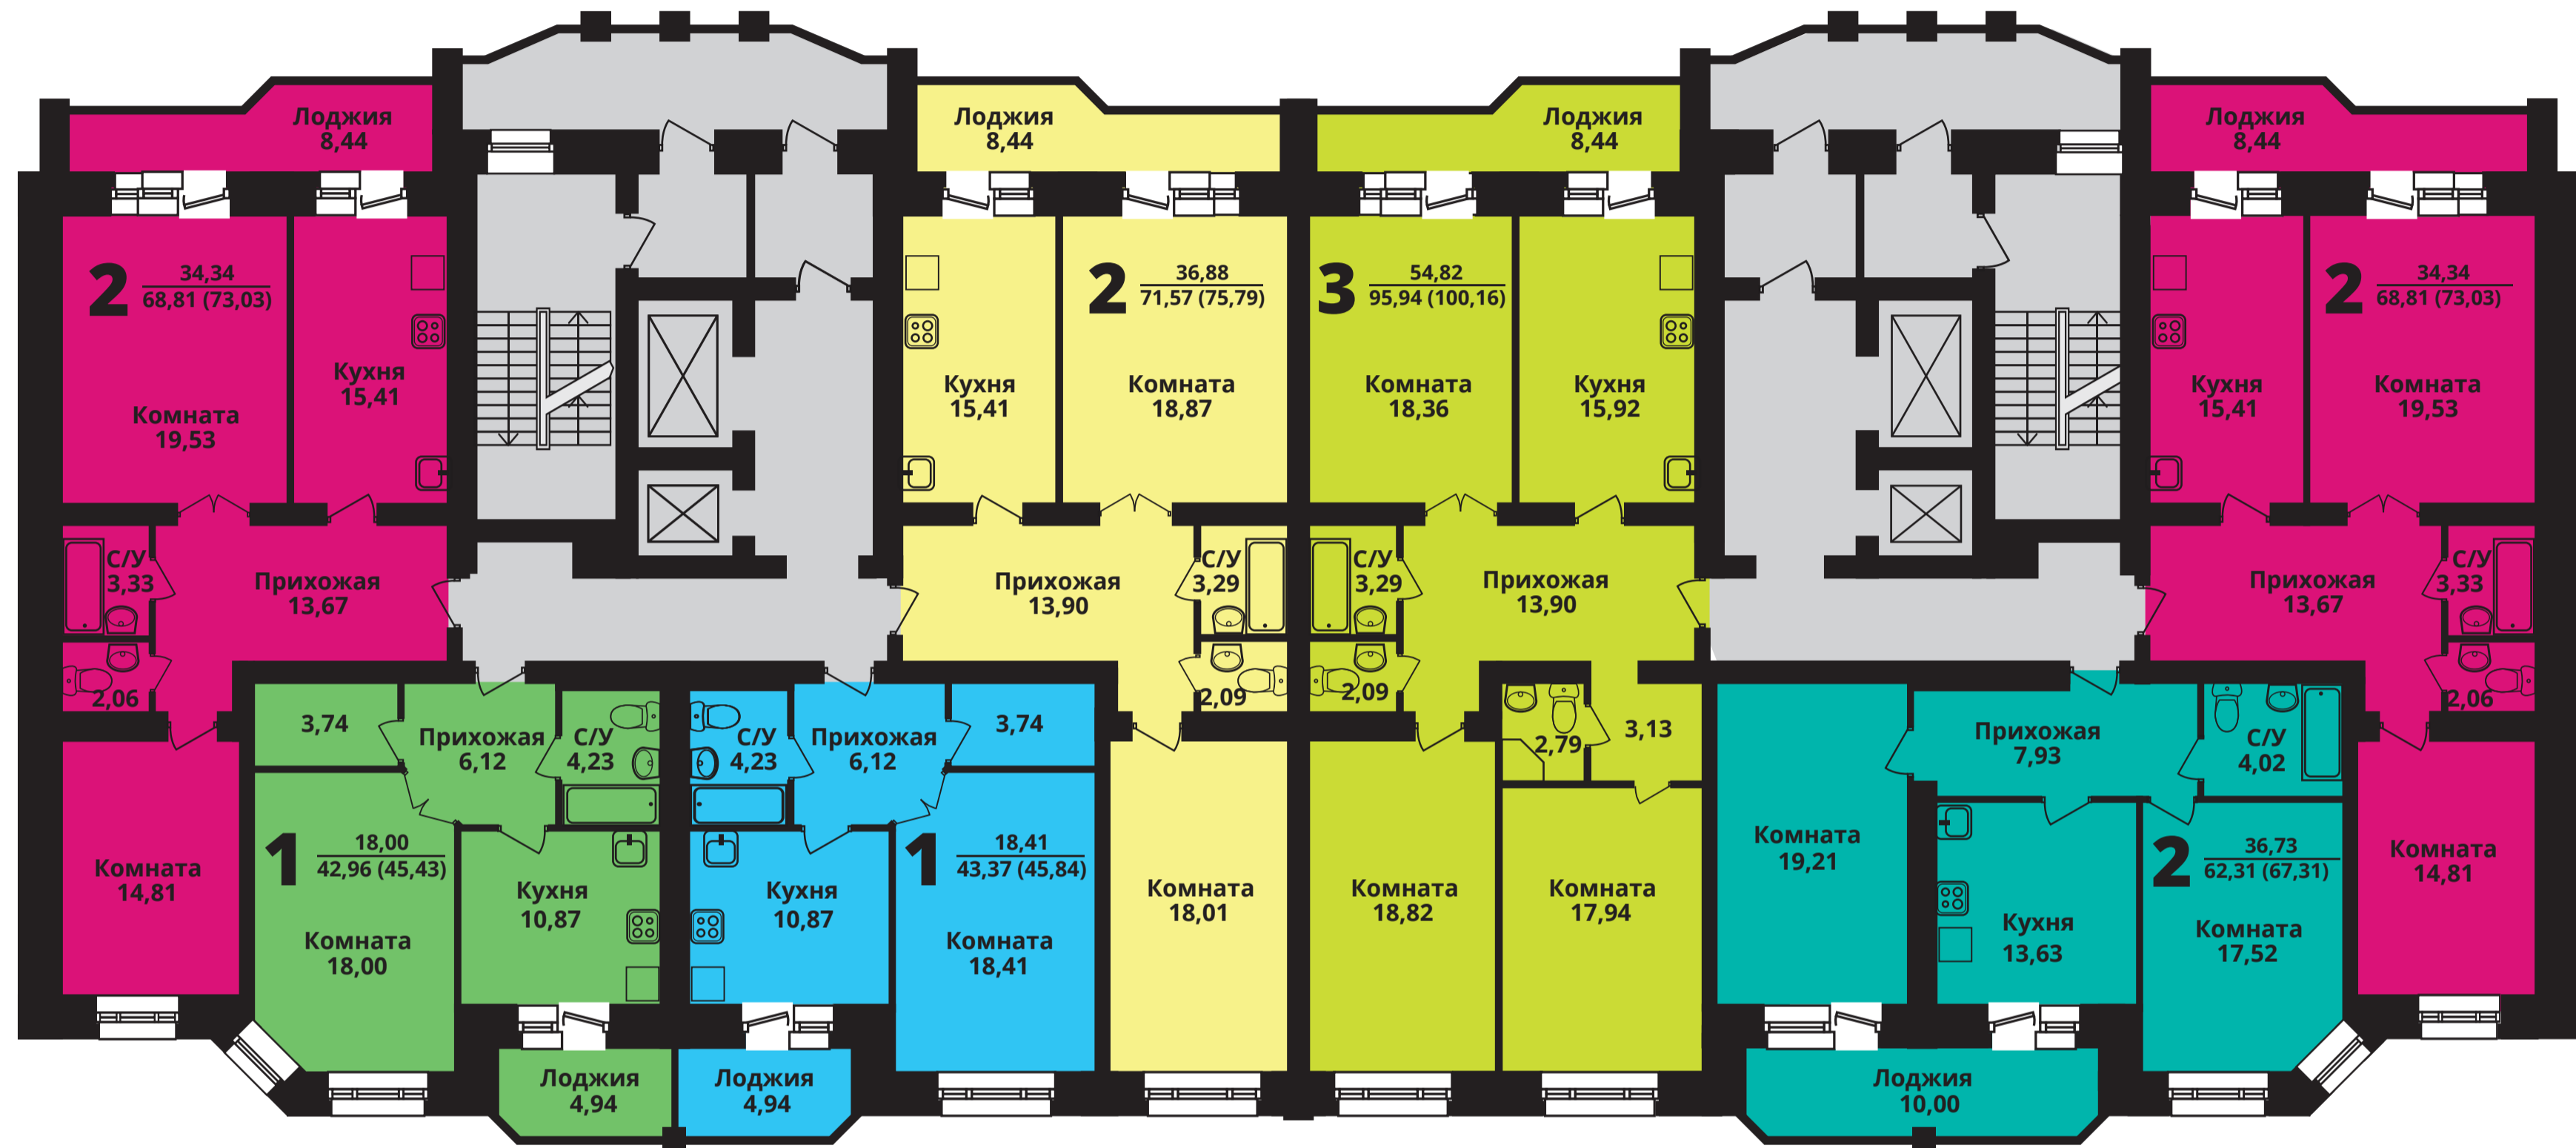 Лоджия
8,44
2
34,34
68,81 (73,03)
Кухня
15,41
Комната
19,53
С/У
3,33
Прихожая
13,67
2,06
Комната
14,81
3,74
Прихожая
6,12
С/У
4,23
1
18,00
42,96 (45,43)
Кухня
10,87
Комната
18,00
Лоджия
4,94
С/У
4,23
Прихожая
6,12
3,74
Кухня
10,87
1
18,41
43,37 (45,84)
Комната
18,41
Лоджия
4,94
Лоджия
8,44
2
36,88
71,57 (75,79)
Кухня
15,41
Комната
18,87
Прихожая
13,90
С/У
3,29
2,09
Комната
18,01
Лоджия
8,44
3
54,82
95,94 (100,16)
Комната
18,36
Кухня
15,92
С/У
3,29
Прихожая
13,90
2,09
2,79
3,13
Комната
18,82
Комната
17,94
Прихожая
7,93
С/У
4,02
Комната
19,21
2
36,73
62,31 (67,31)
Кухня
13,63
Комната
17,52
Лоджия
10,00
Лоджия
8,44
2
34,34
68,81 (73,03)
Кухня
15,41
Комната
19,53
Прихожая
13,67
С/У
3,33
2,06
Комната
14,81